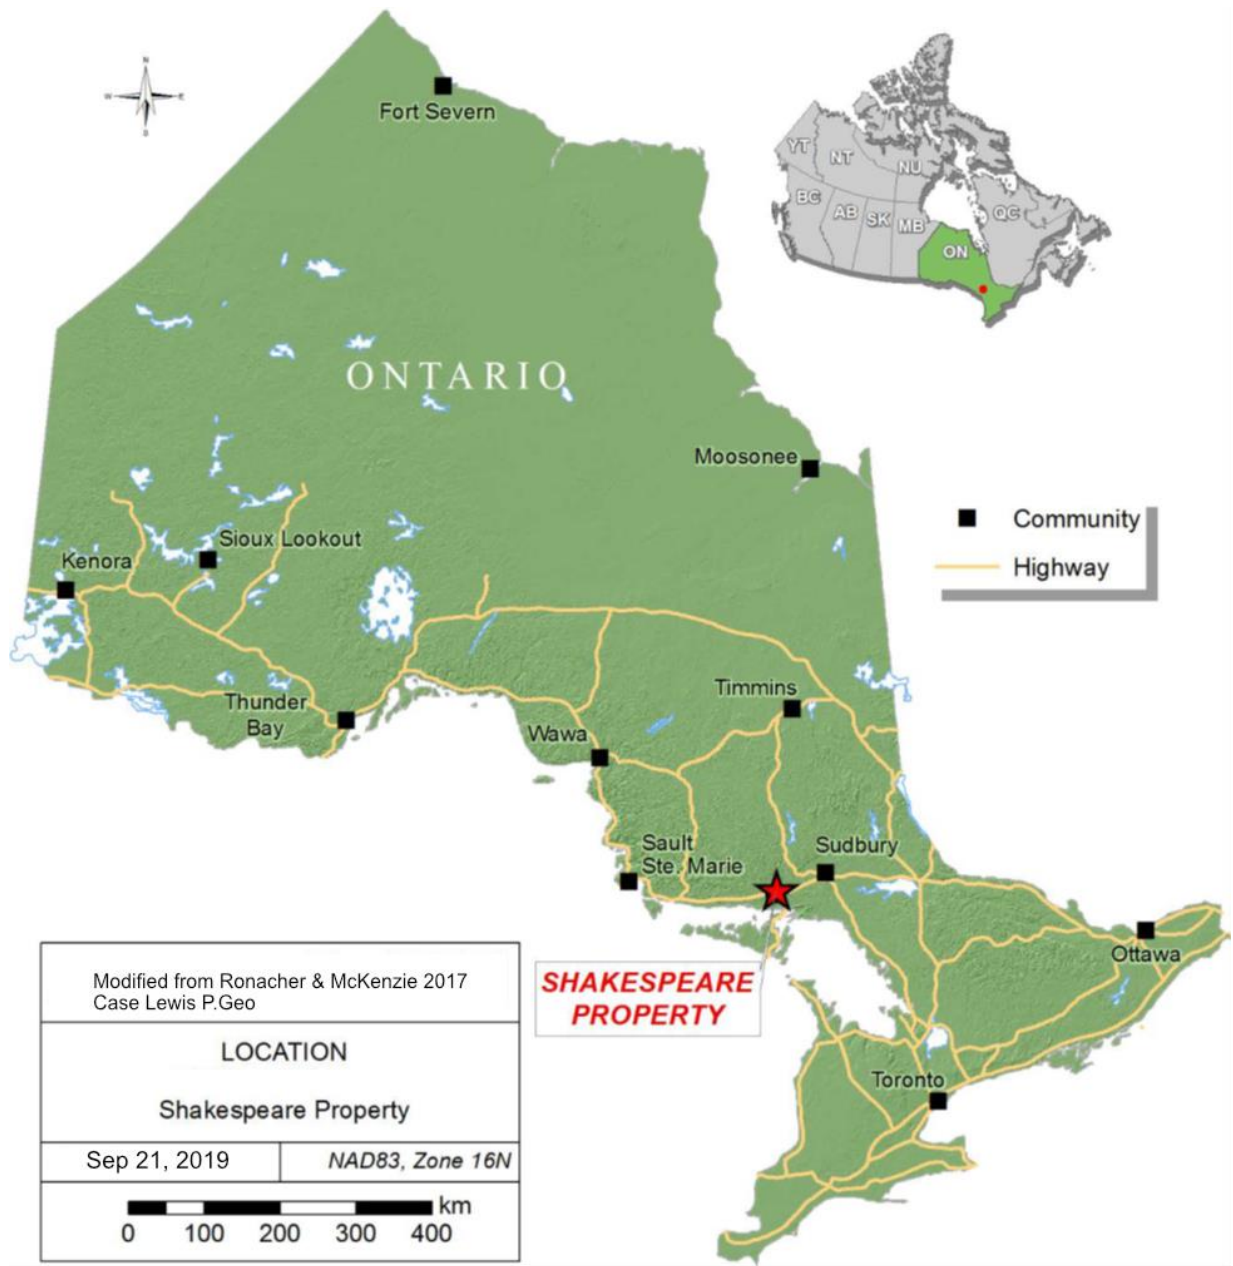 N
W
E
S
Fort Severn
YT
NT
NU
BC
AB
SK
MB
QC
ON
ONTARIO
Moosonee
Community
Highway
Sioux Lookout
Kenora
Thunder
Bay
Timmins
Wawa
Sault
Ste. Marie
Sudbury
Ottawa
SHAKESPEARE
PROPERTY
Toronto
Modified from Ronacher & McKenzie 2017
Case Lewis P.Geo
LOCATION
Shakespeare Property
Sep 21, 2019
NAD83, Zone 16N
km
0 100 200 300 400